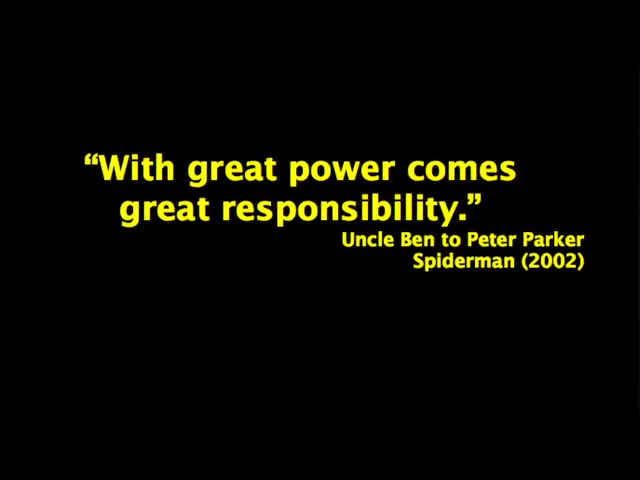 “With great power comes
great responsibility.”
Uncle Ben to Peter Parker
Spiderman (2002)